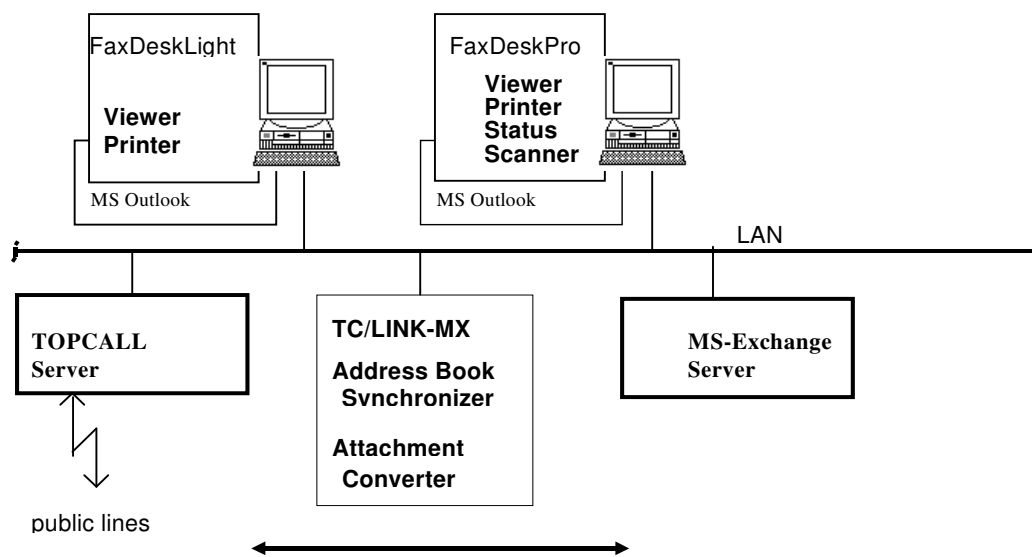 FaxDeskLight
Viewer
Printer
MS Outlook
FaxDeskPro
Viewer
Printer
Status
Scanner
MS Outlook
LAN
TOPCALL
Server
TC/LINK-MX
Address Book
Synchronizer
Attachment
Converter
MS-Exchange
Server
public lines